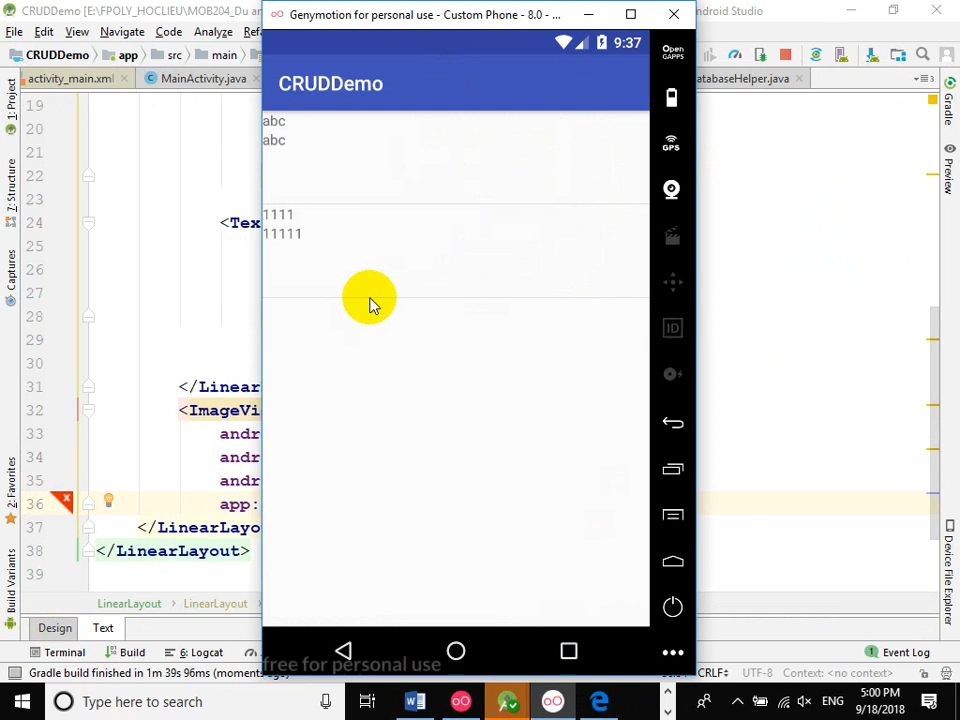 CRUDDemo [E:\FPOLY_HOCLIEU\MOB204_Du an
Genymotion for personal use - Custom Phone - 8.0 - ...
ndroid Studio
File Edit View Navigate Code Analyze Refa
CRUDDemo app src main
activity_main.xml MainActivity.java
atabaseHelper.java
9:37
CRUDDemo
abc
abc
1111
11111
Open
GAPPS
GPS
ID
1: Project
7: Structure
Captures
2: Favorites
Build Variants
Gradle
Preview
Device File Explorer
19
20
21
22
23
24 <Tex
25
26
27
28
29
30
31 </Linear
32 <ImageVi
33 andr
34 andr
35 andr
36 app:
37 </LinearLayo
38 </LinearLayout>
39
LinearLayout › LinearLayout ›
Design Text
Terminal Build 6: Logcat
1 Event Log
free for personal use
Gradle build finished in 1m 39s 96ms (moments ago)
CRLF÷ UTF-8 Context: <no context>
Type here to search
ENG
5:00 PM
9/18/2018